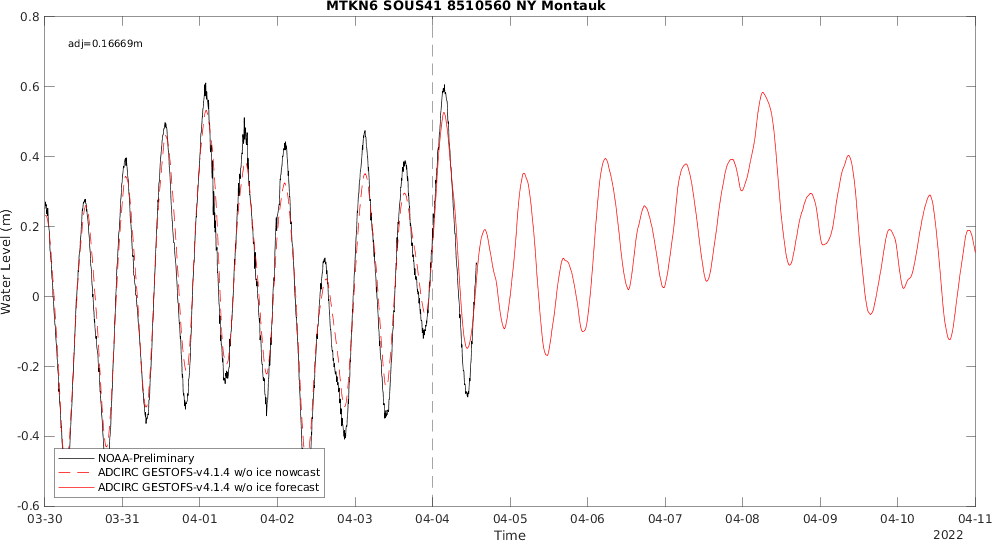 MTKN6 SOUS41 8510560 NY Montauk
adj=0.16669m
0.8
0.6
0.4
0.2
0
-0.2
-0.4
-0.6
Water Level (m)
NOAA-Preliminary
ADCIRC GESTOFS-v4.1.4 w/o ice nowcast
ADCIRC GESTOFS-v4.1.4 w/o ice forecast
03-30 03-31 04-01 04-02 04-03 04-04 04-05 04-06 04-07 04-08 04-09 04-10 04-11
Time
2022